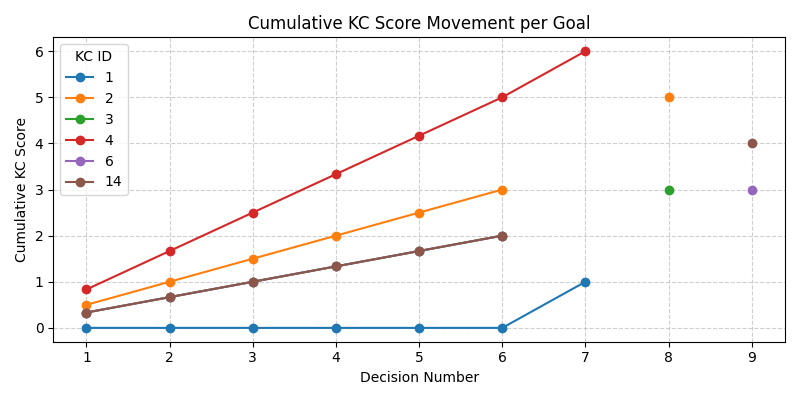 Cumulative KC Score Movement per Goal
KC ID
1
2
3
4
6
14
Cumulative KC Score
6
5
4
3
2
1
0
1 2 3 4 5 6 7 8 9
Decision Number